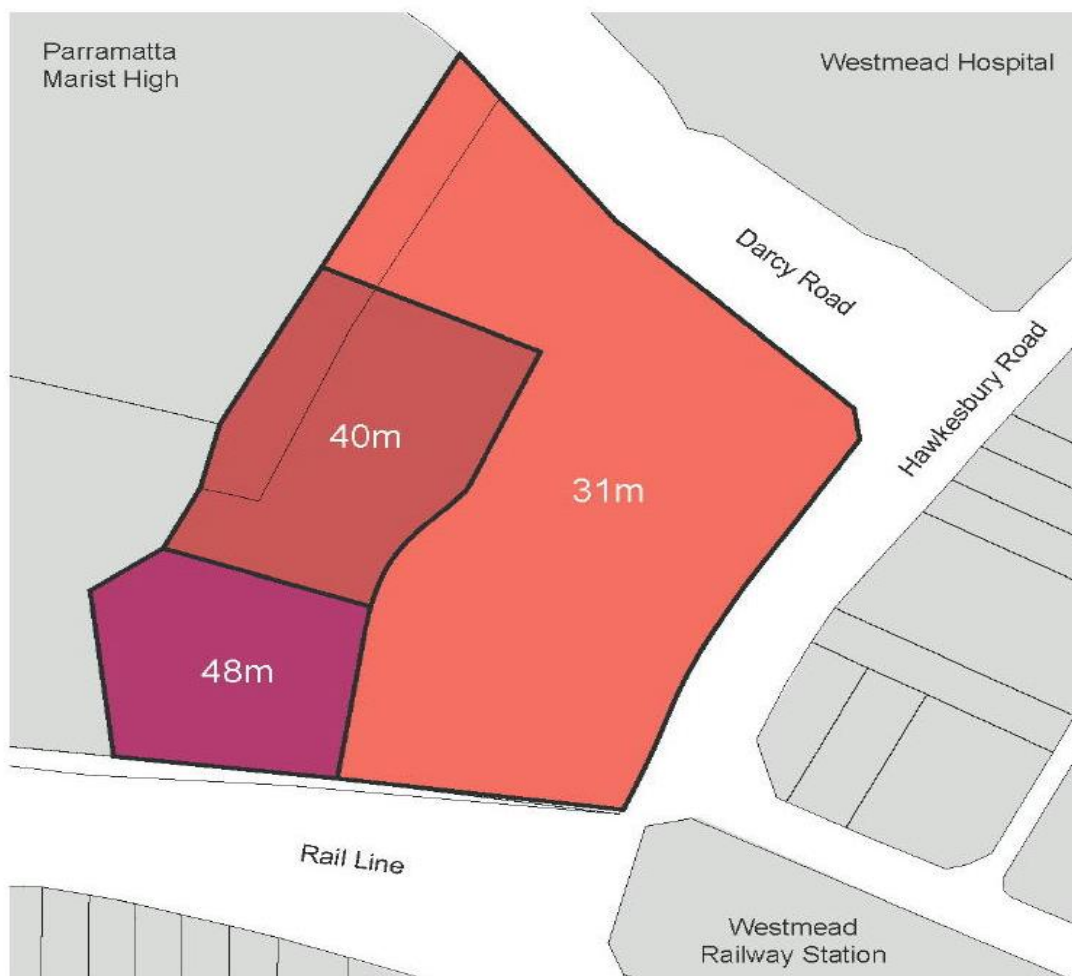 Parramatta
Marist High
Westmead Hospital
Darcy Road
Hawkesbury Road
40m
31m
48m
Rail Line
Westmead
Railway Station